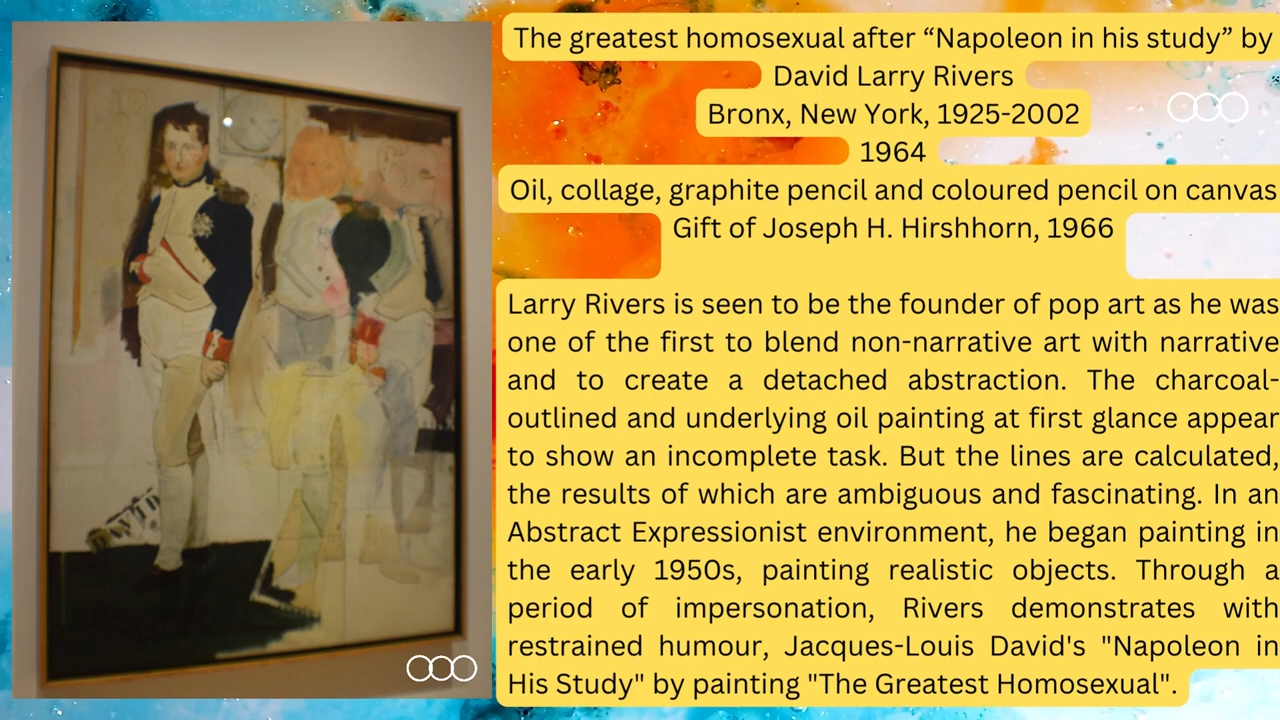 The greatest homosexual after “Napoleon in his study” by
David Larry Rivers
Bronx, New York, 1925-2002
1964
Oil, collage, graphite pencil and coloured pencil on canvas
Gift of Joseph H. Hirshhorn, 1966
Larry Rivers is seen to be the founder of pop art as he was
one of the first to blend non-narrative art with narrative
and to create a detached abstraction. The charcoal-
outlined and underlying oil painting at first glance appear
to show an incomplete task. But the lines are calculated,
the results of which are ambiguous and fascinating. In an
Abstract Expressionist environment, he began painting in
the early 1950s, painting realistic objects. Through a
period of impersonation, Rivers demonstrates with
restrained humour, Jacques-Louis David's "Napoleon in
His Study" by painting "The Greatest Homosexual".